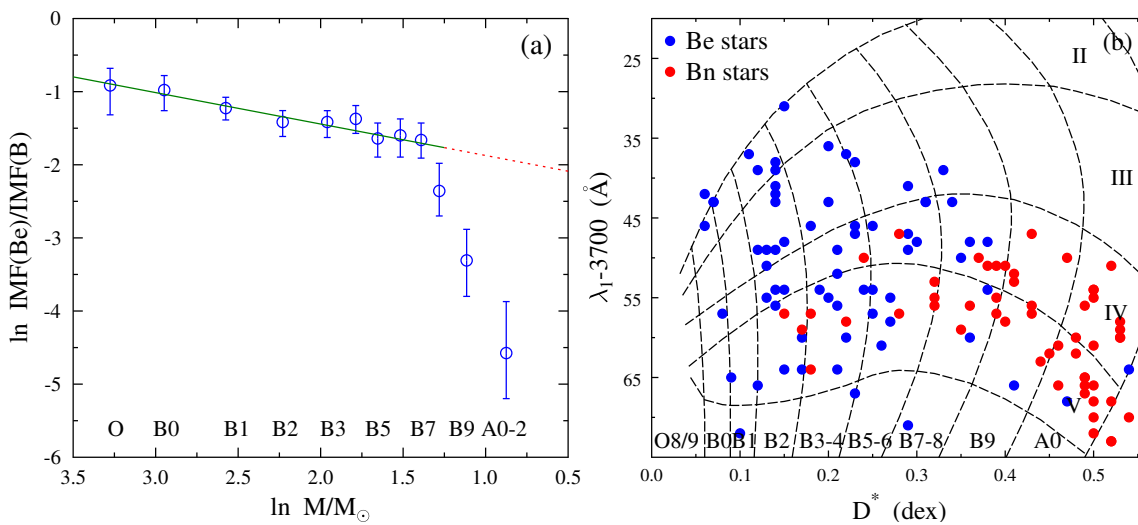 (a)
ln IMF(Be)/IMF(B)
0
-1
-2
-3
-4
-5
-6
O B0 B1 B2 B3 B5 B7 B9 A0-2
3.5 3.0 2.5 2.0 1.5 1.0 0.5
ln M/M☉
Be stars
Bn stars
(b)
II
III
IV
V
λ₁-3700 (Å)
25
35
45
55
65
O8/9 B0 B1 B2 B3-4 B5-6 B7-8 B9 A0
0.0 0.1 0.2 0.3 0.4 0.5
D* (dex)